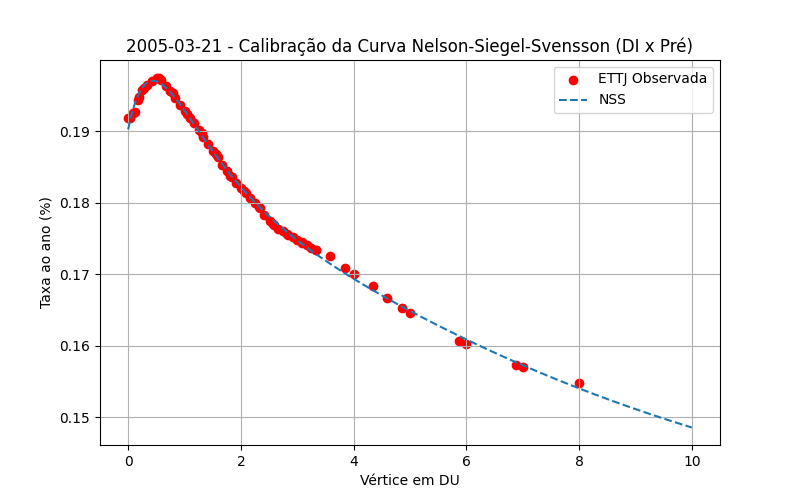 2005-03-21 - Calibração da Curva Nelson-Siegel-Svensson (DI x Pré)
ETTJ Observada
NSS
Taxa ao ano (%)
0.19
0.18
0.17
0.16
0.15
0 2 4 6 8 10
Vértice em DU